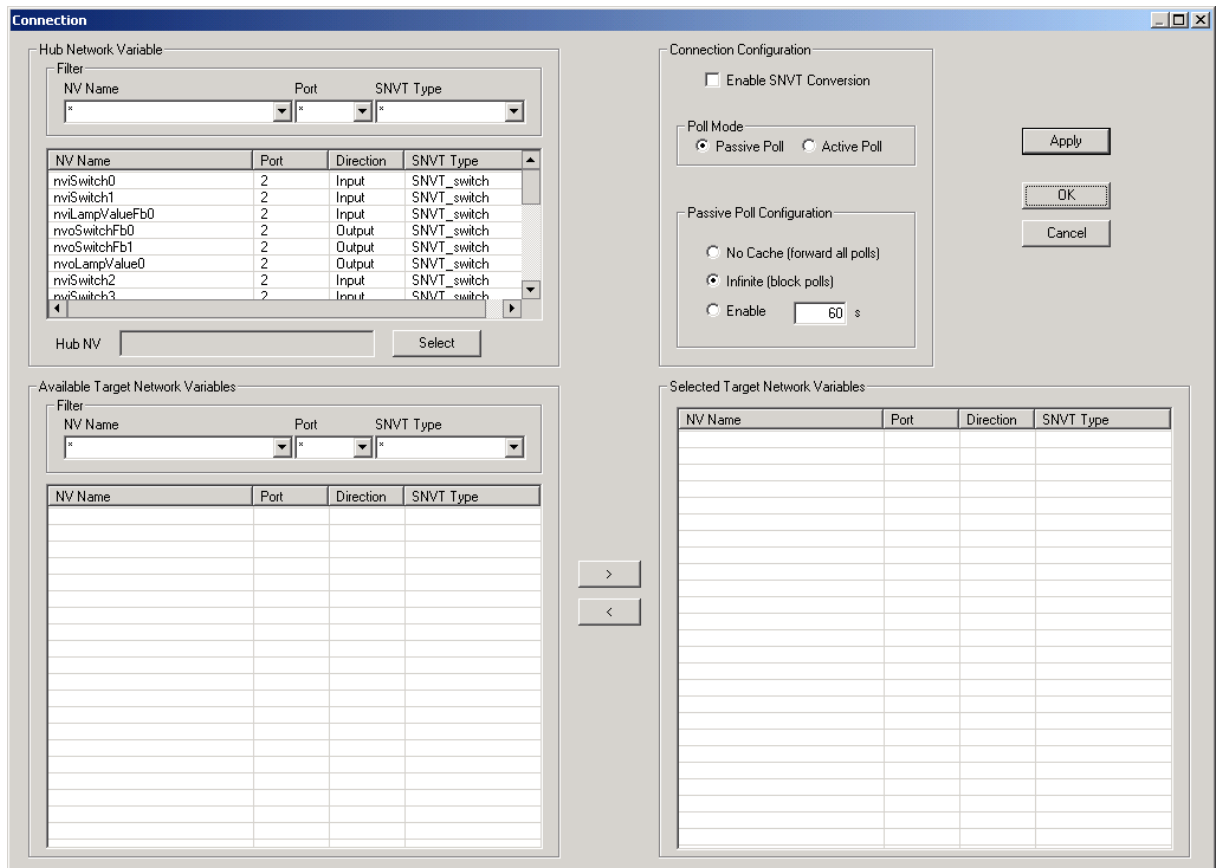 Connection
Hub Network Variable
Filter
NV Name Port SNVT Type
* * *
NV Name Port Direction SNVT Type
nviSwitch0 2 Input SNVT_switch
nviSwitch1 2 Input SNVT_switch
nviLampValueFb0 2 Input SNVT_switch
nvoSwitchFb0 2 Output SNVT_switch
nvoSwitchFb1 2 Output SNVT_switch
nvoLampValue0 2 Output SNVT_switch
nviSwitch2 2 Input SNVT_switch
nviSwitch3 2 Input SNVT_switch
Hub NV Select
Connection Configuration
Enable SNVT Conversion
Poll Mode
Passive Poll Active Poll
Passive Poll Configuration
No Cache (forward all polls)
Infinite (block polls)
Enable 60 s
Apply
OK
Cancel
Available Target Network Variables
Filter
NV Name Port SNVT Type
* * *
NV Name Port Direction SNVT Type
>
<
Selected Target Network Variables
NV Name Port Direction SNVT Type